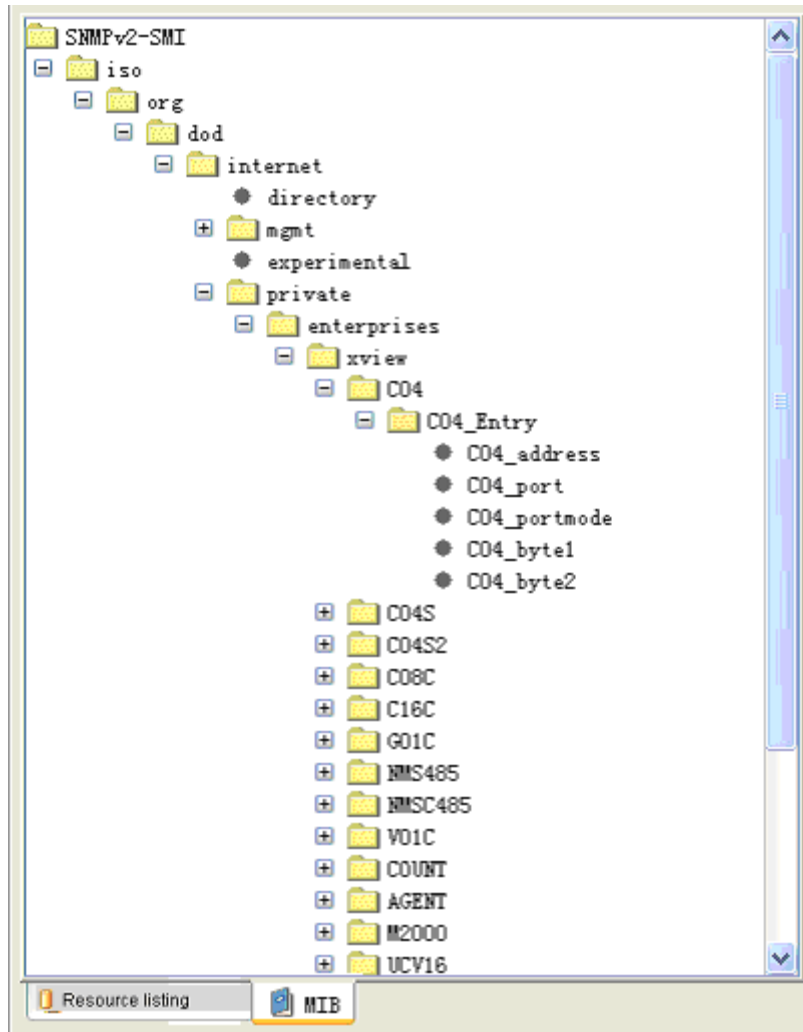 SNMPv2-SMI
iso
org
dod
internet
directory
mgmt
experimental
private
enterprises
xview
C04
C04_Entry
C04_address
C04_port
C04_portmode
C04_byte1
C04_byte2
C04S
C04S2
C08C
C16C
G01C
NMS485
NMSC485
V01C
COUNT
AGENT
M2000
UCV16
Resource listing
MIB